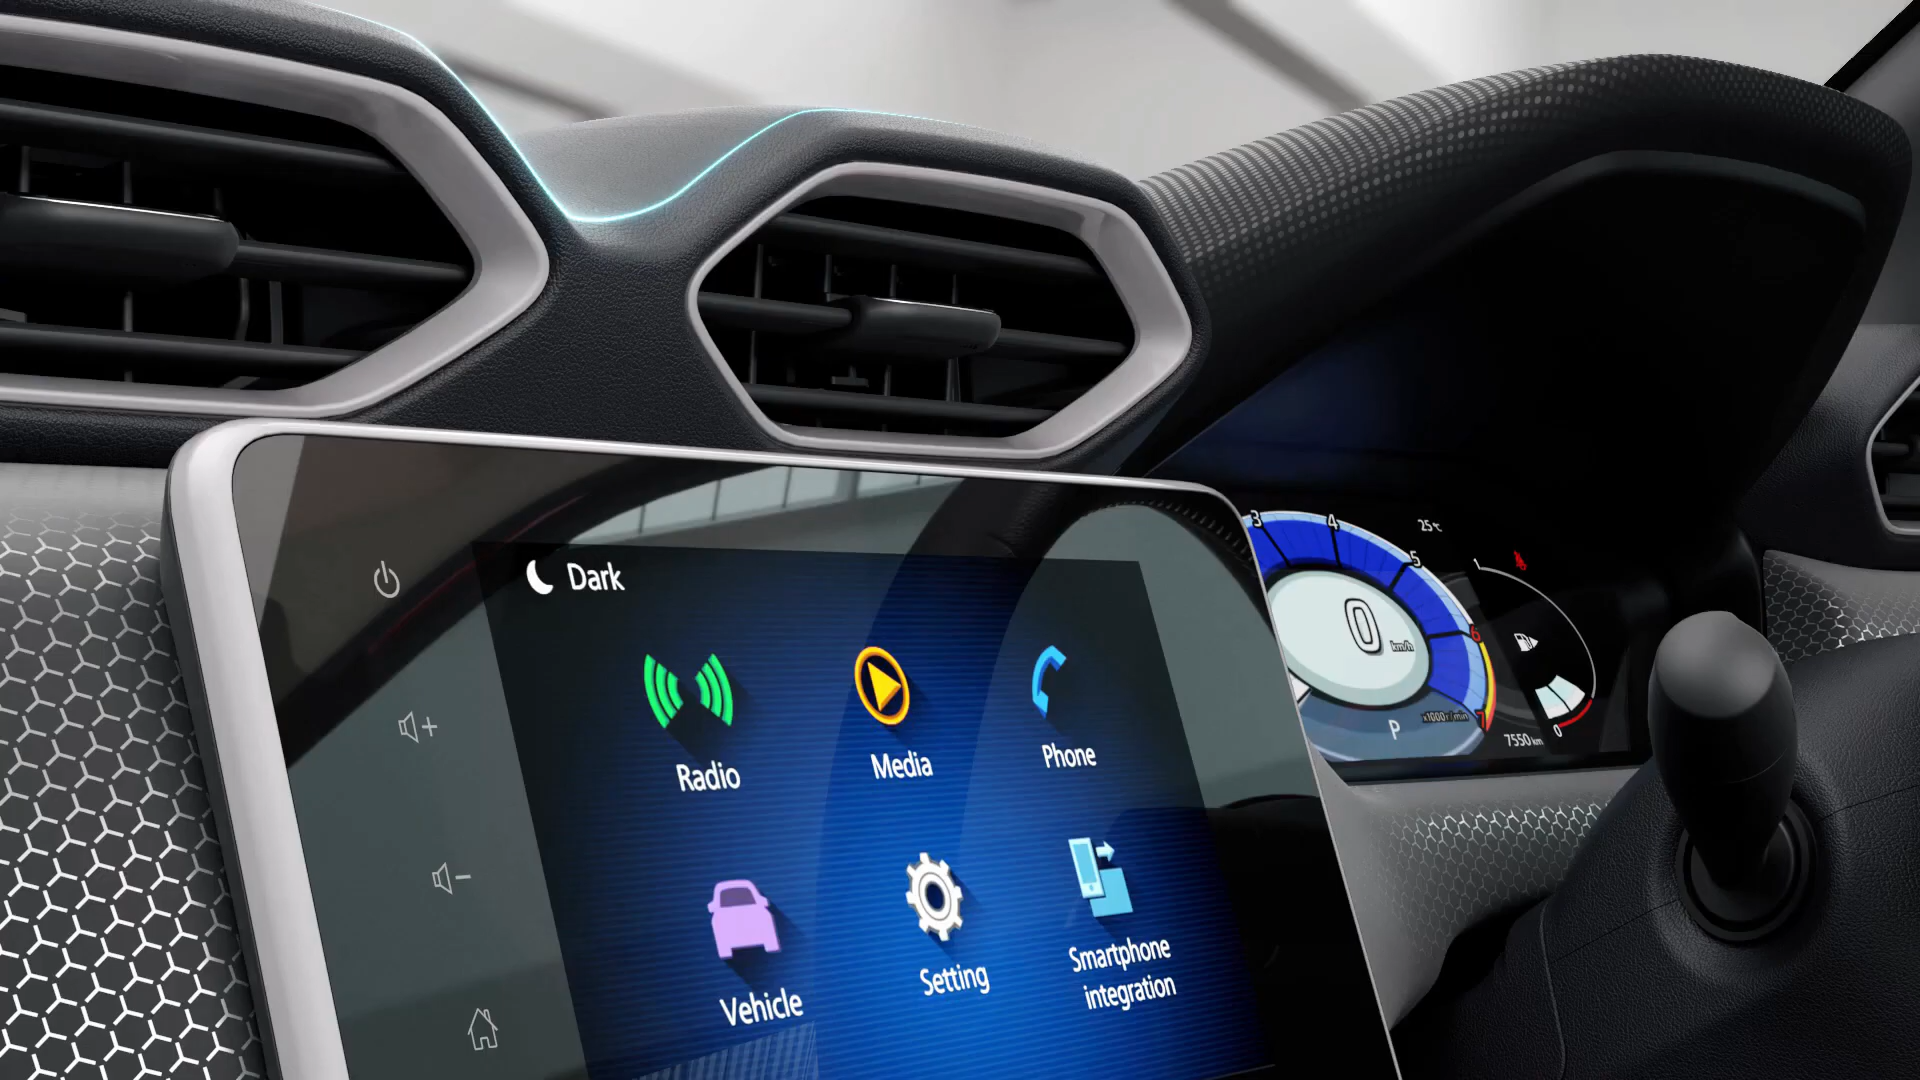 Dark
Radio
Media
Phone
Vehicle
Setting
Smartphone
integration
3
4
5
6
7
25℃
0
km/h
P
x1000 r/min
7550 km
0